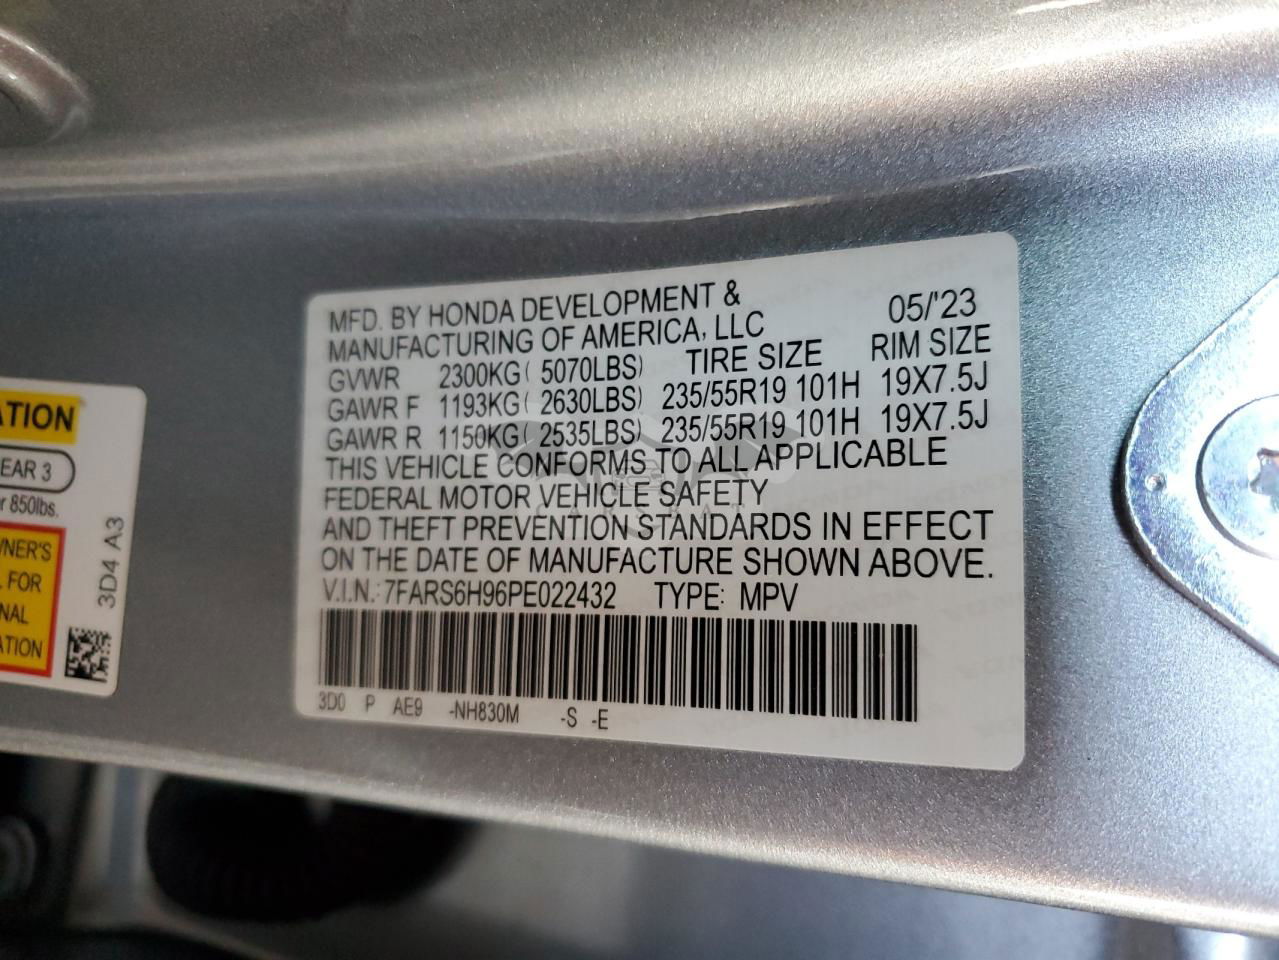 MFD. BY HONDA DEVELOPMENT &
MANUFACTURING OF AMERICA, LLC 05/'23
GVWR 2300KG( 5070LBS) TIRE SIZE RIM SIZE
GAWR F 1193KG( 2630LBS) 235/55R19 101H 19X7.5J
GAWR R 1150KG( 2535LBS) 235/55R19 101H 19X7.5J
THIS VEHICLE CONFORMS TO ALL APPLICABLE
FEDERAL MOTOR VEHICLE SAFETY
AND THEFT PREVENTION STANDARDS IN EFFECT
ON THE DATE OF MANUFACTURE SHOWN ABOVE.
V.I.N.: 7FARS6H96PE022432 TYPE: MPV
3D0 P AE9 -NH830M -S -E
ATION
EAR 3
r 850lbs.
NER'S
FOR
NAL
ATION
3D4 A3